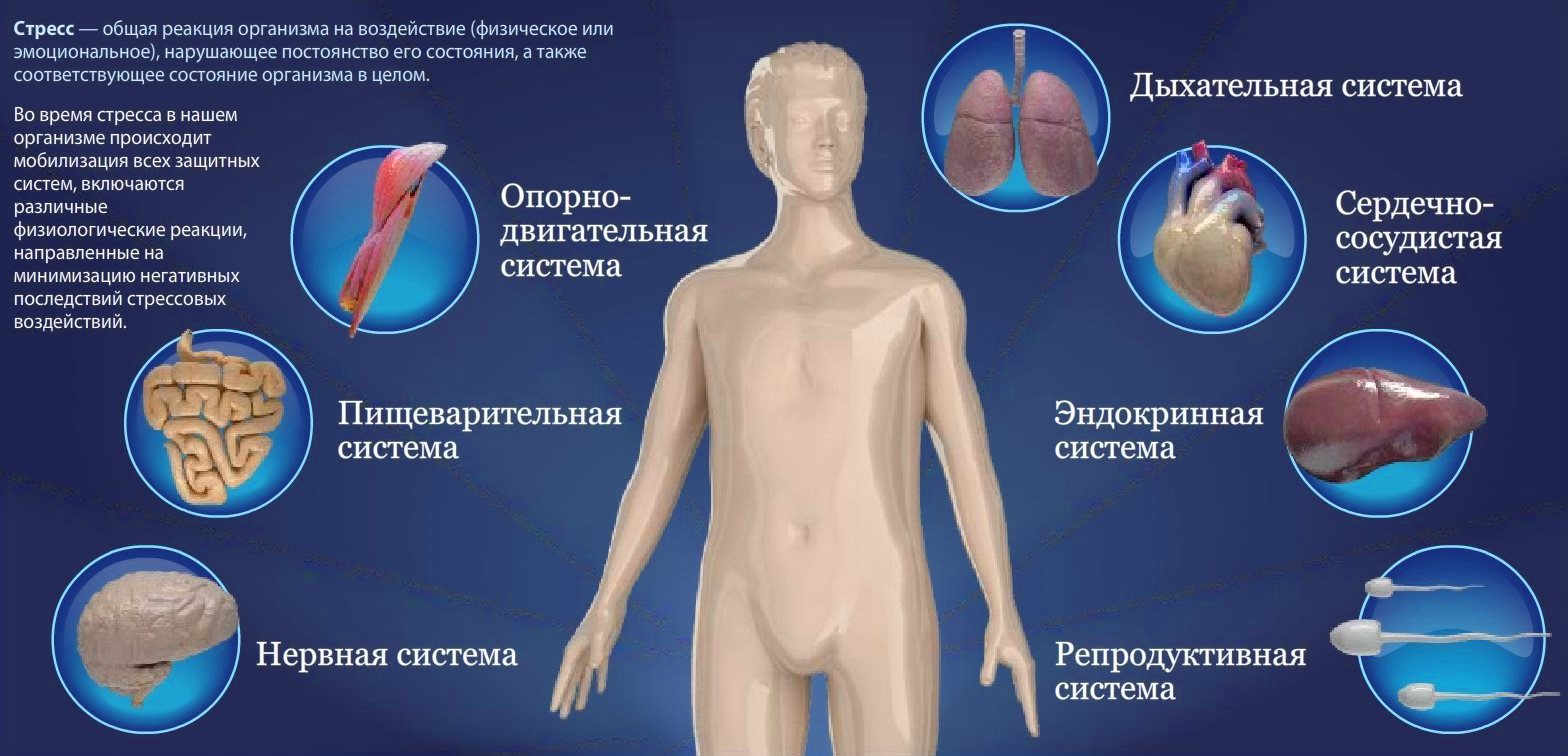 Стресс — общая реакция организма на воздействие (физическое или
эмоциональное), нарушающее постоянство его состояния, а также
соответствующее состояние организма в целом.
Во время стресса в нашем
организме происходит
мобилизация всех защитных
систем, включаются
различные
физиологические реакции,
направленные на
минимизацию негативных
последствий стрессовых
воздействий.
Опорно-
двигательная
система
Пищеварительная
система
Нервная система
Дыхательная система
Сердечно-
сосудистая
система
Эндокринная
система
Репродуктивная
система